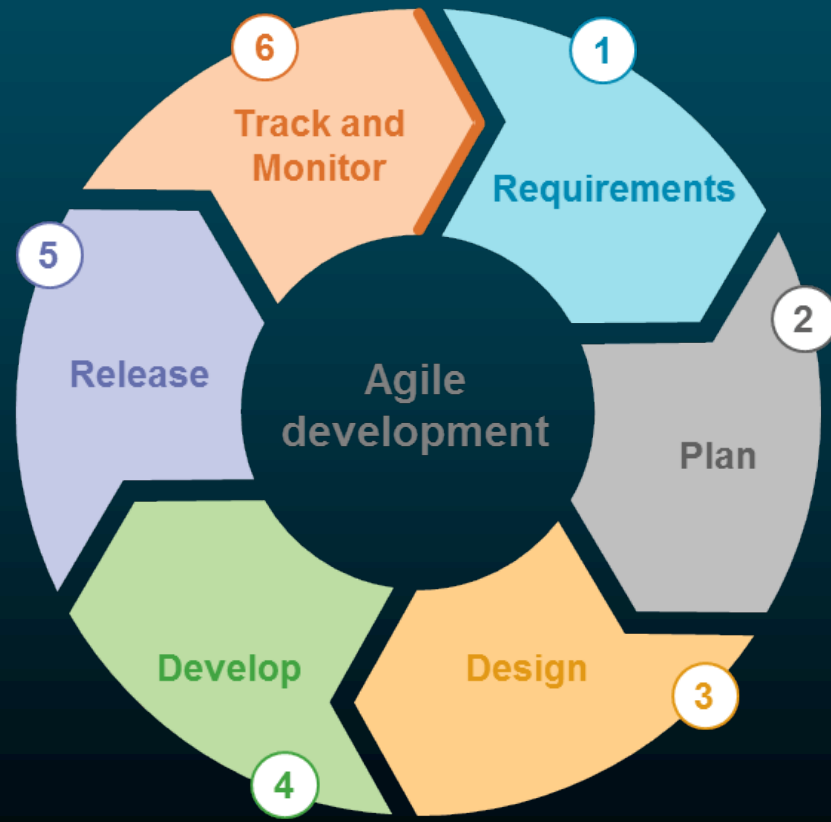 1
Requirements
2
Plan
3
Design
4
Develop
5
Release
6
Track and
Monitor
Agile
development